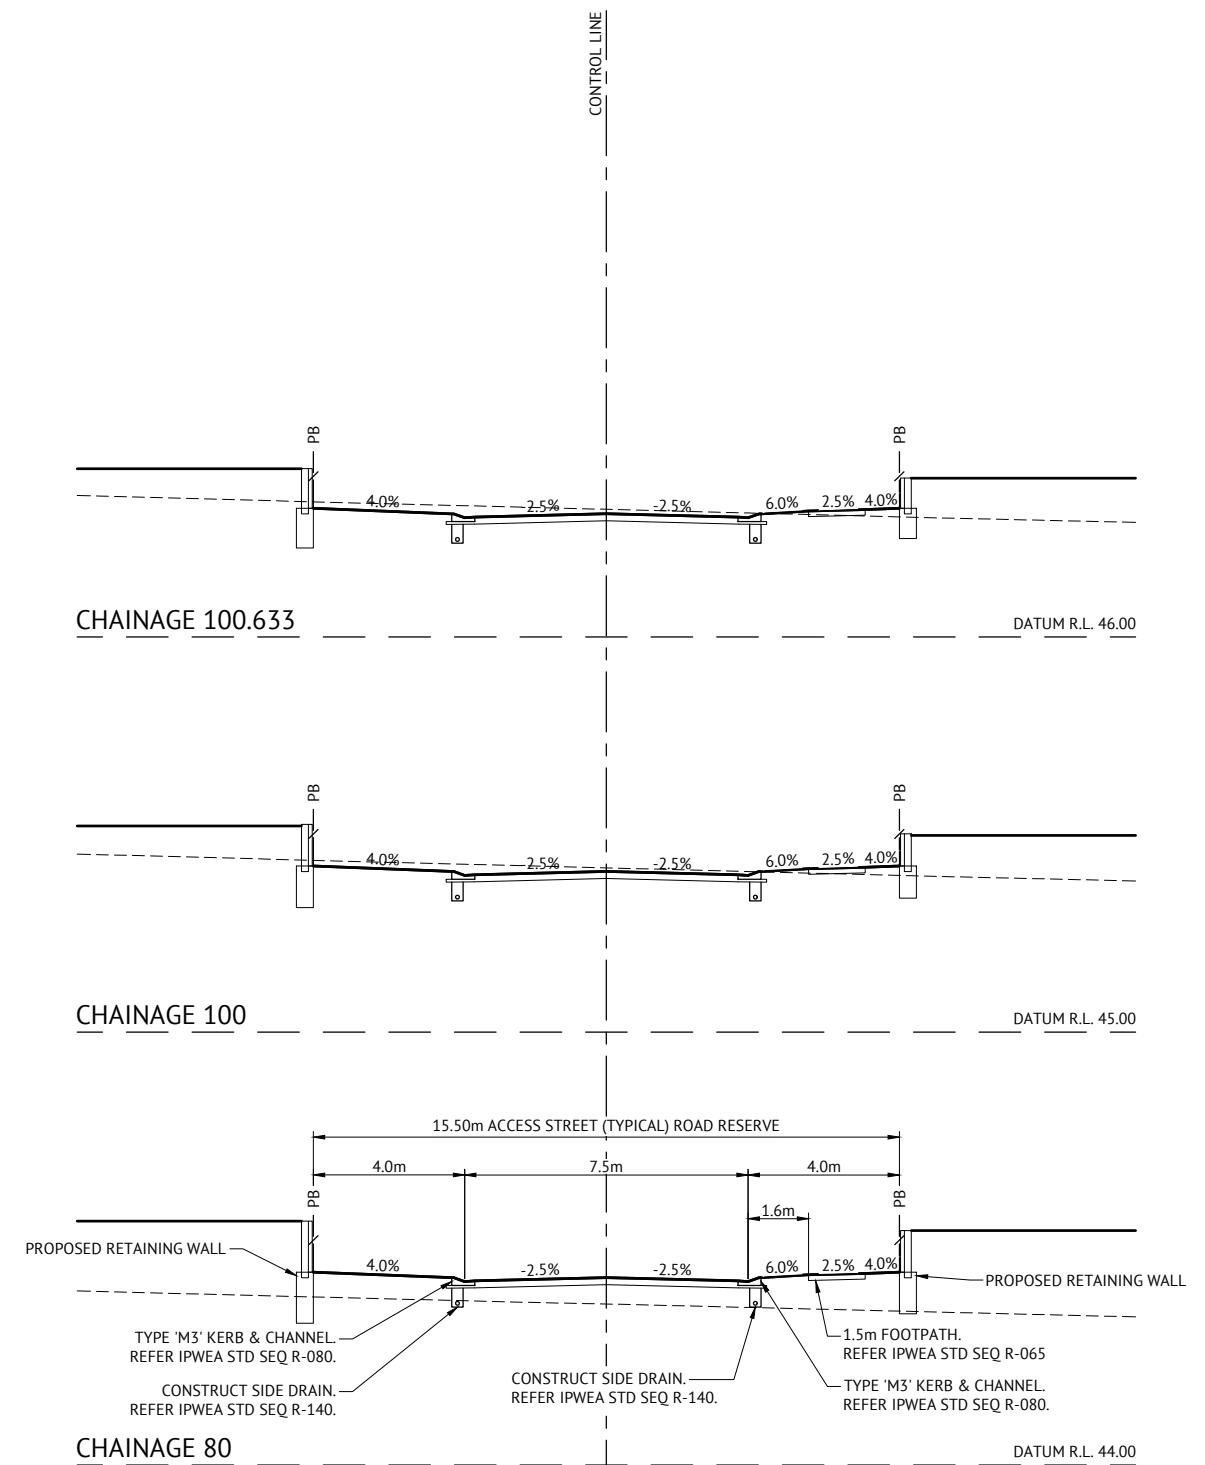 CONTROL LINE
PB
PB
4.0%
2.5%
-2.5%
6.0%
2.5%
4.0%
CHAINAGE 100.633
DATUM R.L. 46.00
PB
PB
4.0%
2.5%
-2.5%
6.0%
2.5%
4.0%
CHAINAGE 100
DATUM R.L. 45.00
15.50m ACCESS STREET (TYPICAL) ROAD RESERVE
4.0m
7.5m
4.0m
PB
PB
1.6m
PROPOSED RETAINING WALL
4.0%
-2.5%
-2.5%
6.0%
2.5%
4.0%
PROPOSED RETAINING WALL
TYPE 'M3' KERB & CHANNEL.
REFER IPWEA STD SEQ R-080.
1.5m FOOTPATH.
REFER IPWEA STD SEQ R-065
CONSTRUCT SIDE DRAIN.
REFER IPWEA STD SEQ R-140.
CONSTRUCT SIDE DRAIN.
REFER IPWEA STD SEQ R-140.
TYPE 'M3' KERB & CHANNEL.
REFER IPWEA STD SEQ R-080.
CHAINAGE 80
DATUM R.L. 44.00